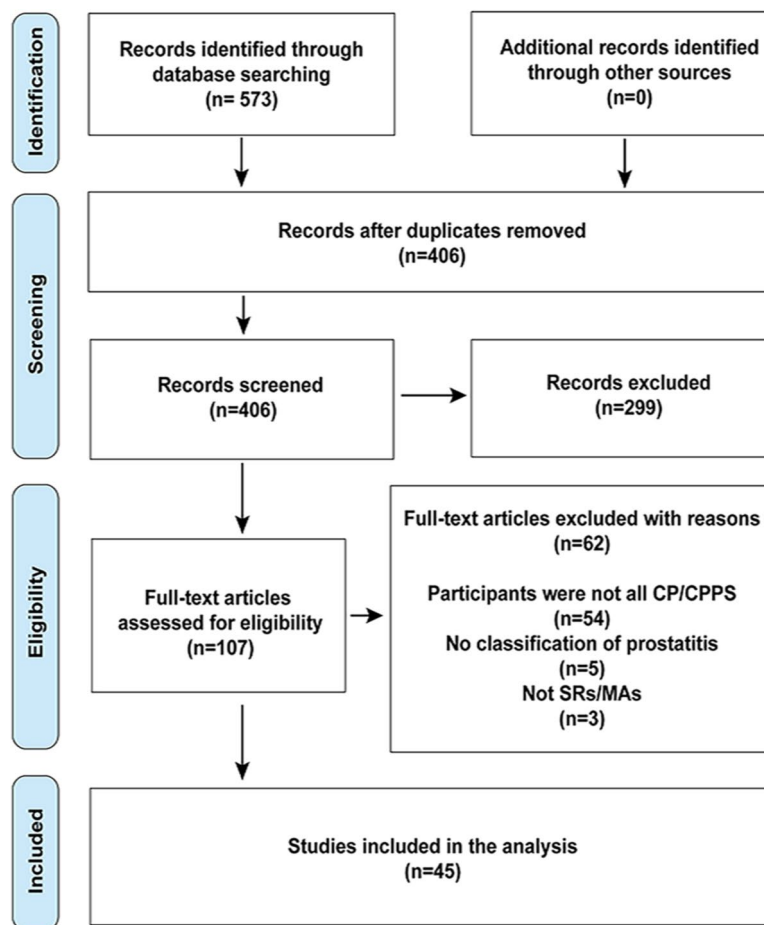 Identification
Records identified through
database searching
(n= 573)
Additional records identified
through other sources
(n=0)
Screening
Records after duplicates removed
(n=406)
Records screened
(n=406)
Records excluded
(n=299)
Eligibility
Full-text articles
assessed for eligibility
(n=107)
Full-text articles excluded with reasons
(n=62)
Participants were not all CP/CPPS
(n=54)
No classification of prostatitis
(n=5)
Not SRs/MAs
(n=3)
Included
Studies included in the analysis
(n=45)